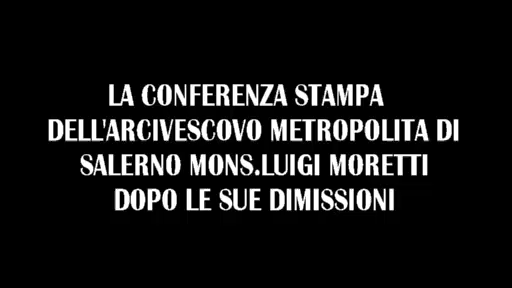 LA CONFERENZA STAMPA
DELL'ARCIVESCOVO METROPOLITA DI
SALERNO MONS.LUIGI MORETTI
DOPO LE SUE DIMISSIONI